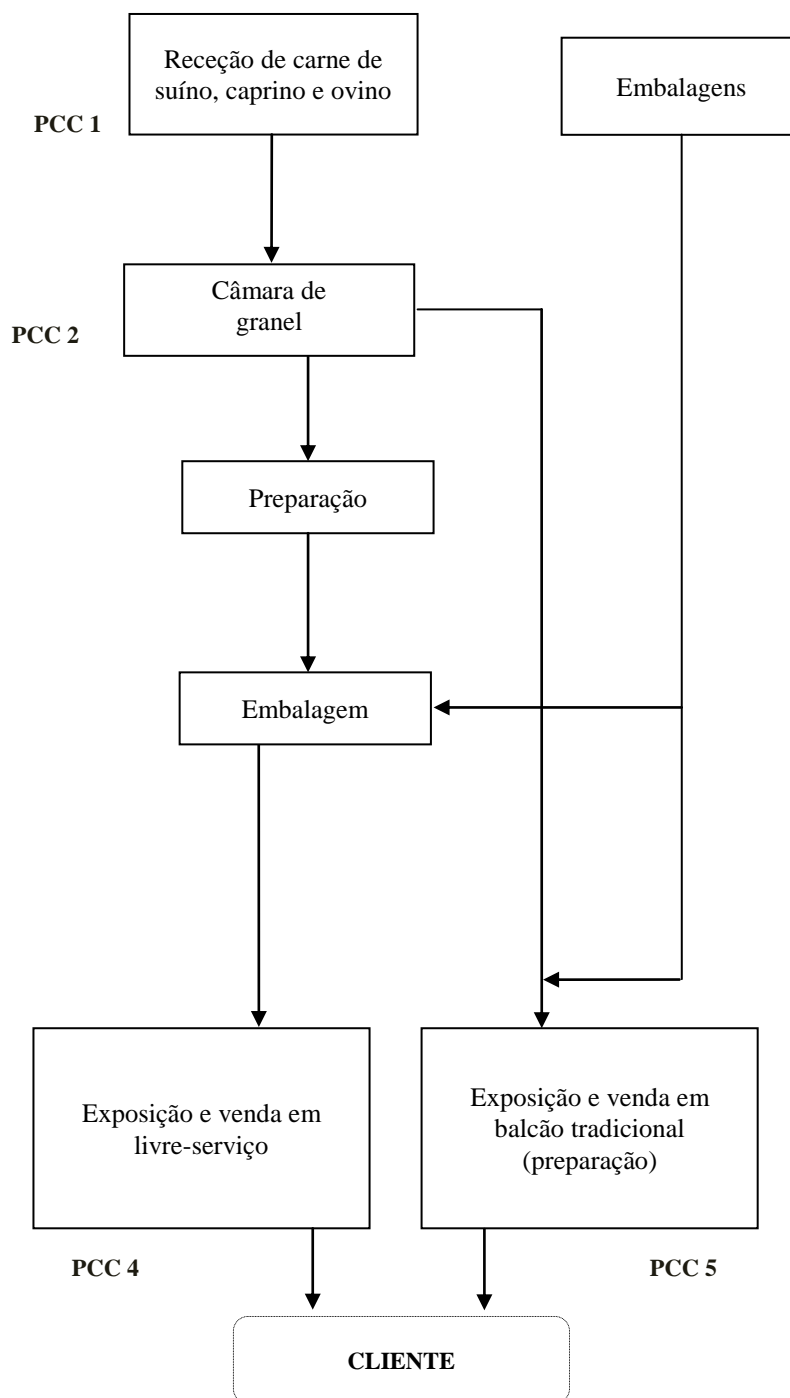 Receção de carne de
suíno, caprino e ovino
Embalagens
PCC 1
Câmara de
granel
PCC 2
Preparação
Embalagem
Exposição e venda em
livre-serviço
Exposição e venda em
balcão tradicional
(preparação)
PCC 4
PCC 5
CLIENTE